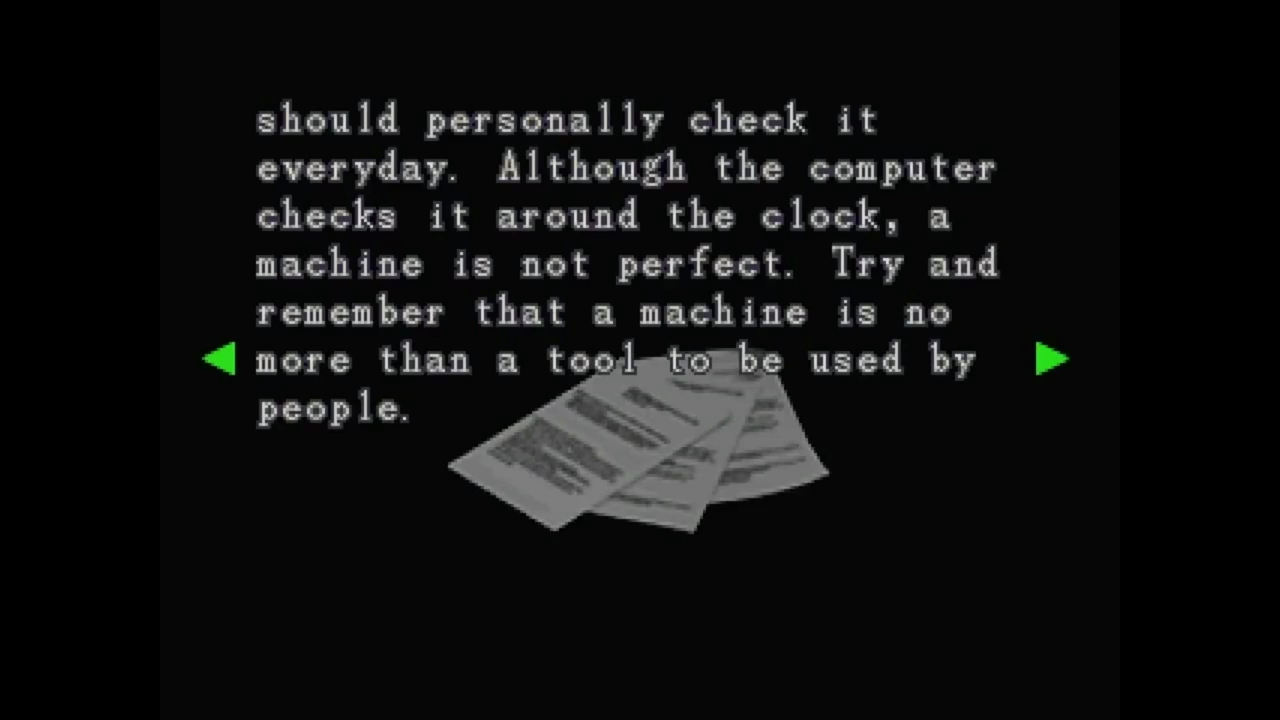 should personally check it
everyday. Although the computer
checks it around the clock, a
machine is not perfect. Try and
remember that a machine is no
more than a tool to be used by
people.